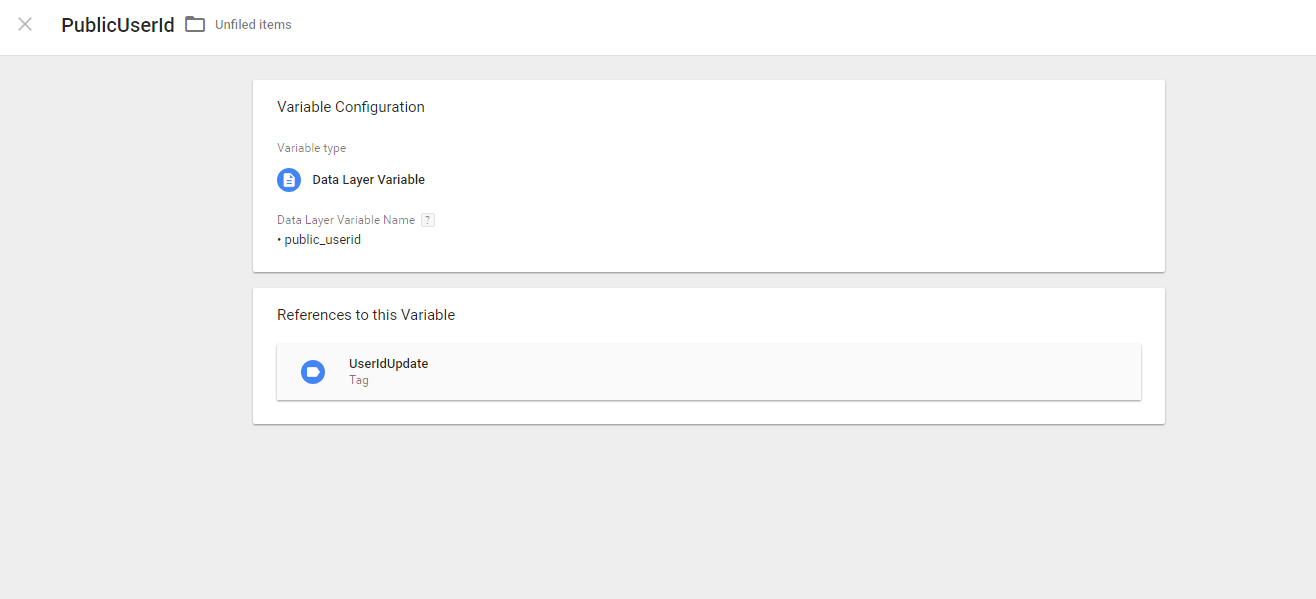 PublicUserId Unfiled items
Variable Configuration
Variable type
Data Layer Variable
Data Layer Variable Name ?
• public_userid
References to this Variable
UserIdUpdate
Tag